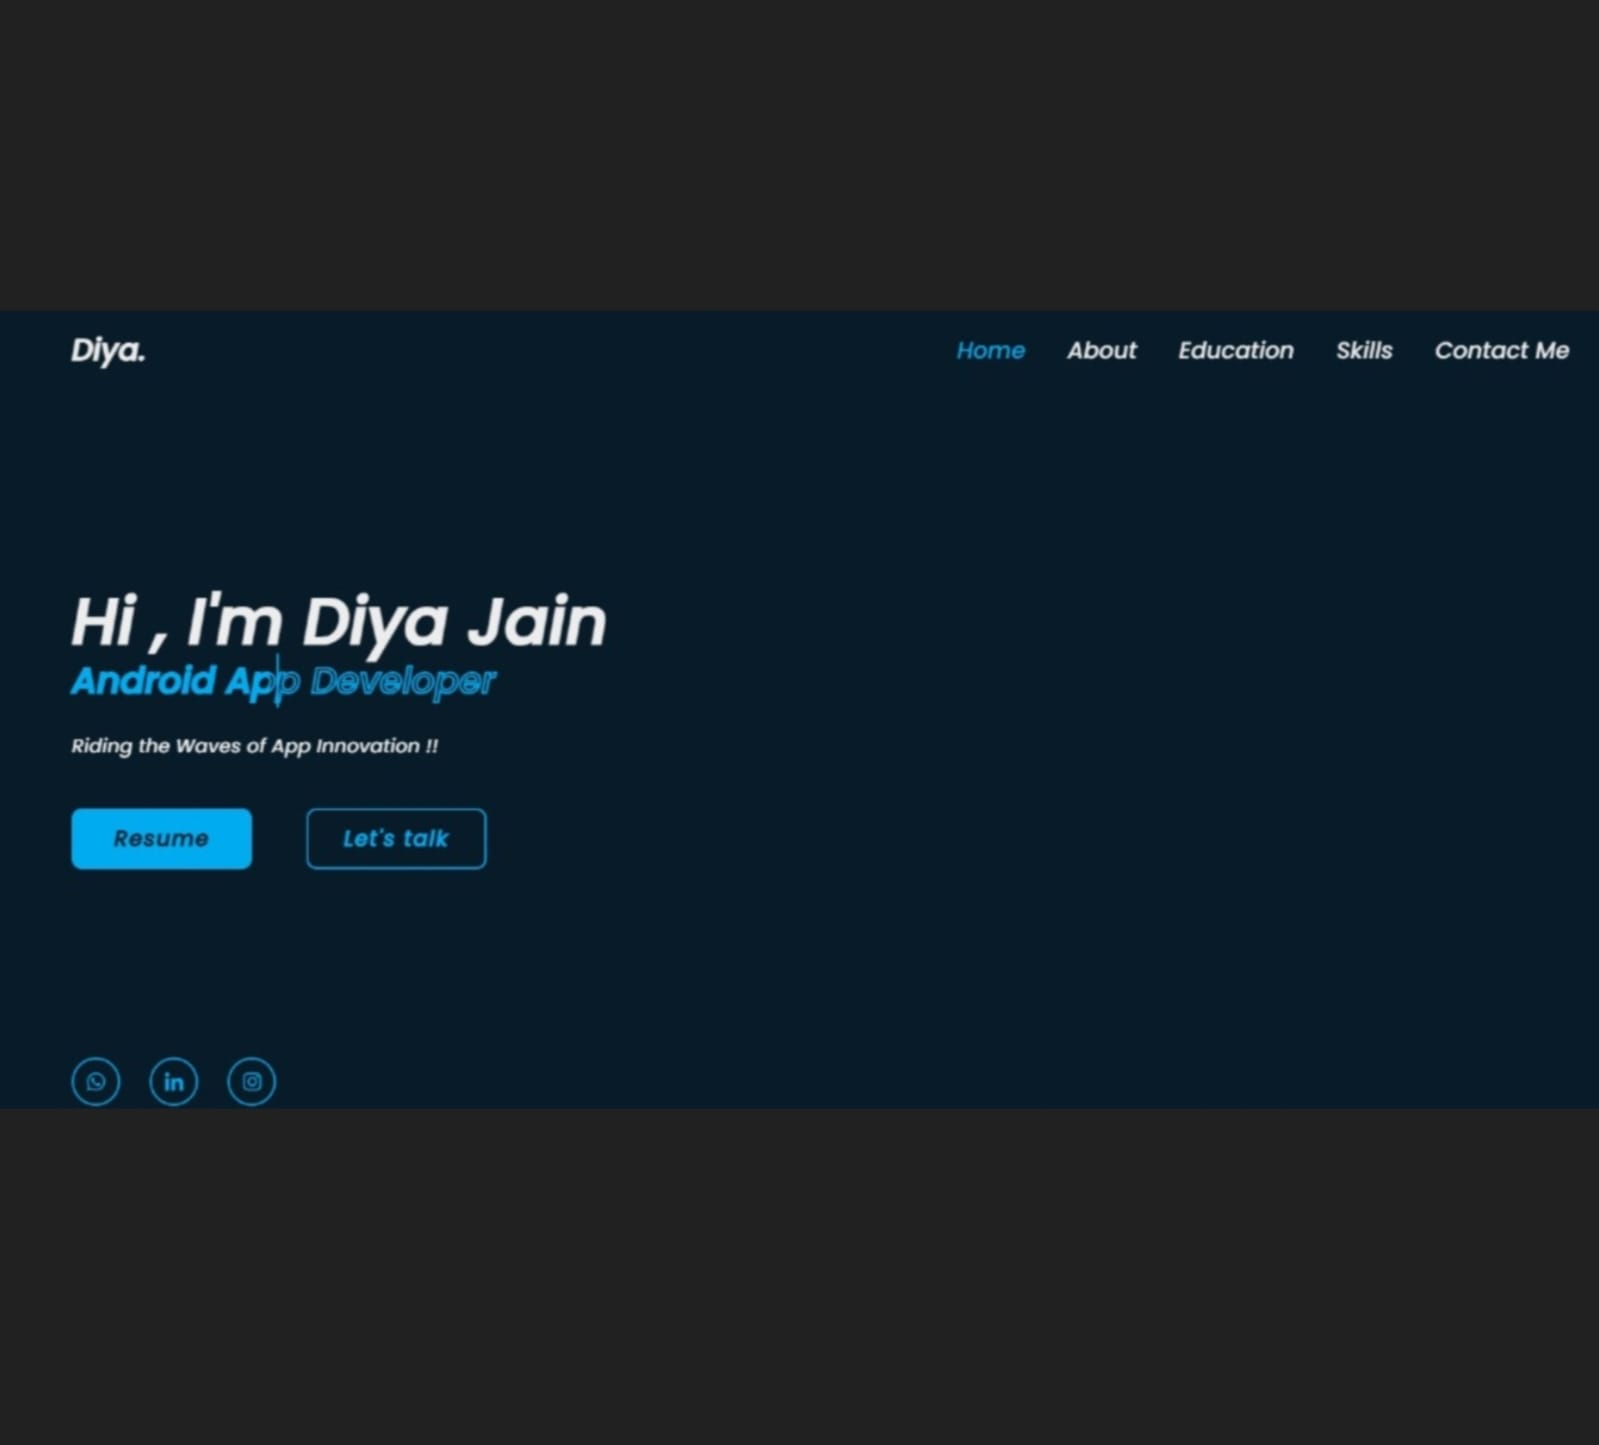 Diya.
Home About Education Skills Contact Me
Hi , I'm Diya Jain
Android App Developer
Riding the Waves of App Innovation !!
Resume Let's talk
in